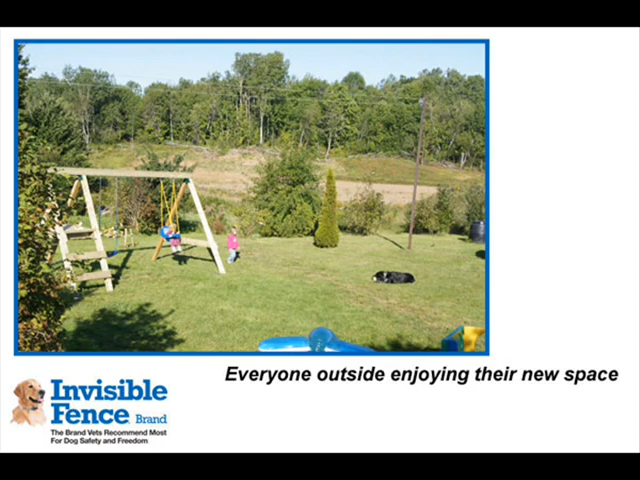 Everyone outside enjoying their new space
Invisible
Fence Brand
The Brand Vets Recommend Most
For Dog Safety and Freedom